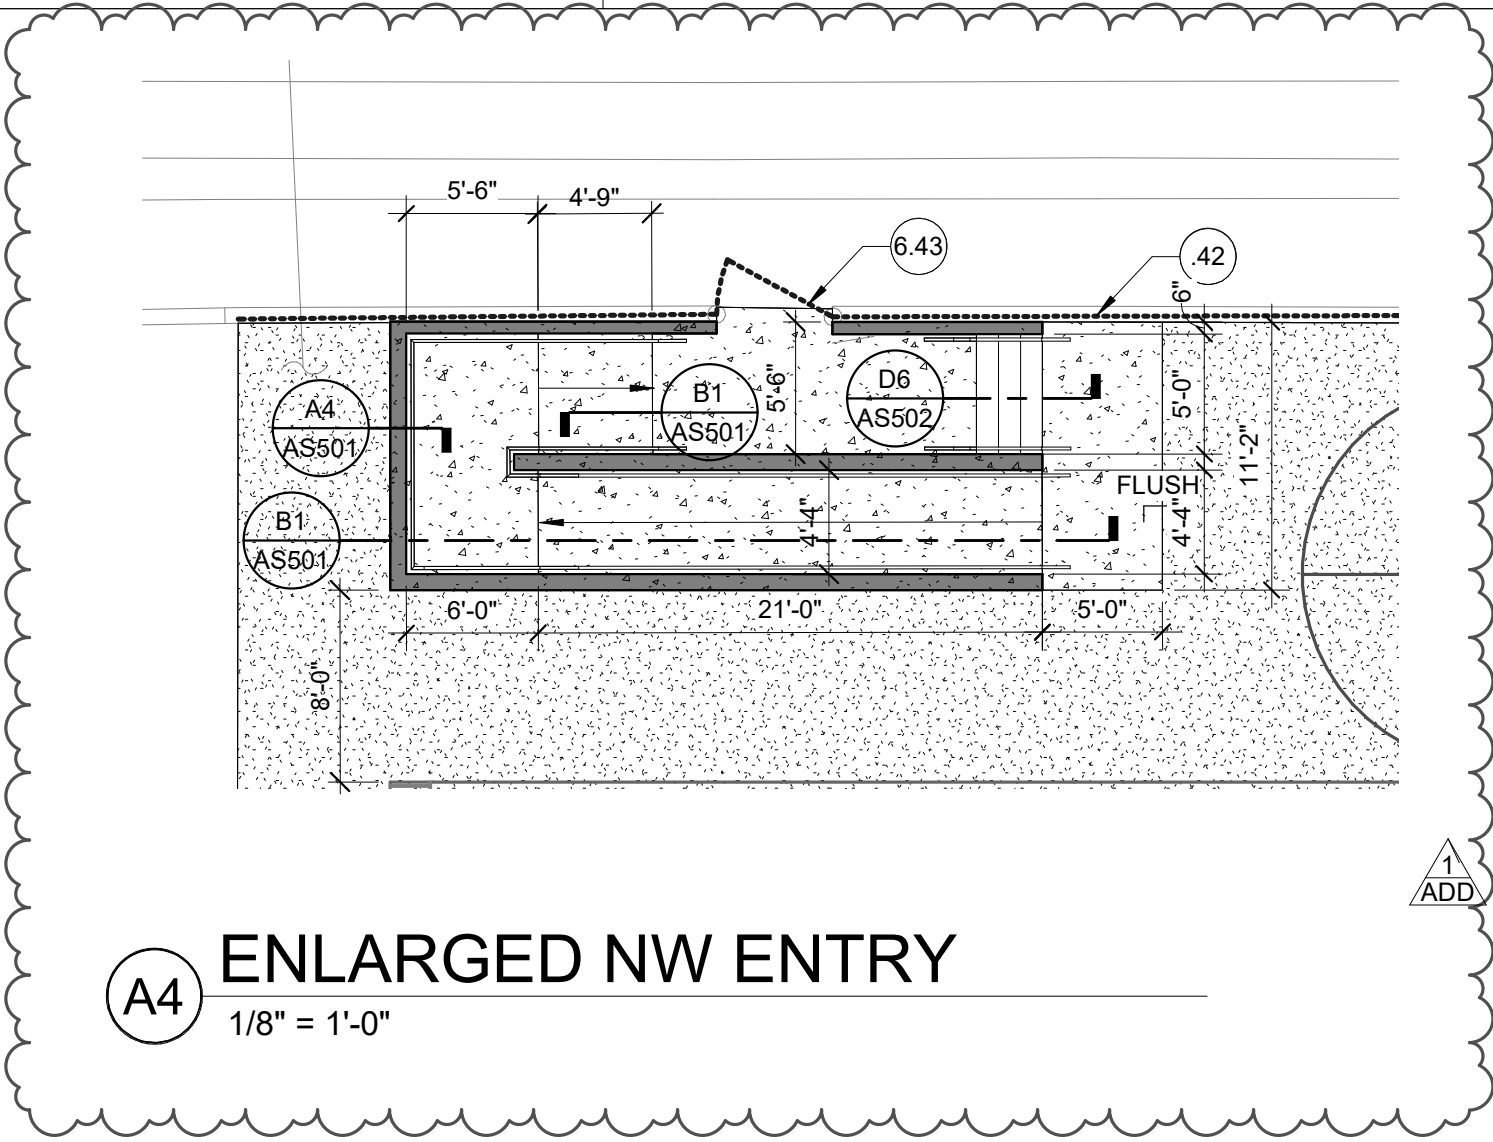 5'-6"
4'-9"
6.43
.42
6"
A4
AS501
B1
AS501
5'-6"
D6
AS502
5'-0"
11'-2"
FLUSH
B1
AS501
4'-4"
4'-4"
6'-0"
21'-0"
5'-0"
8'-0"
1
ADD
A4
ENLARGED NW ENTRY
1/8" = 1'-0"